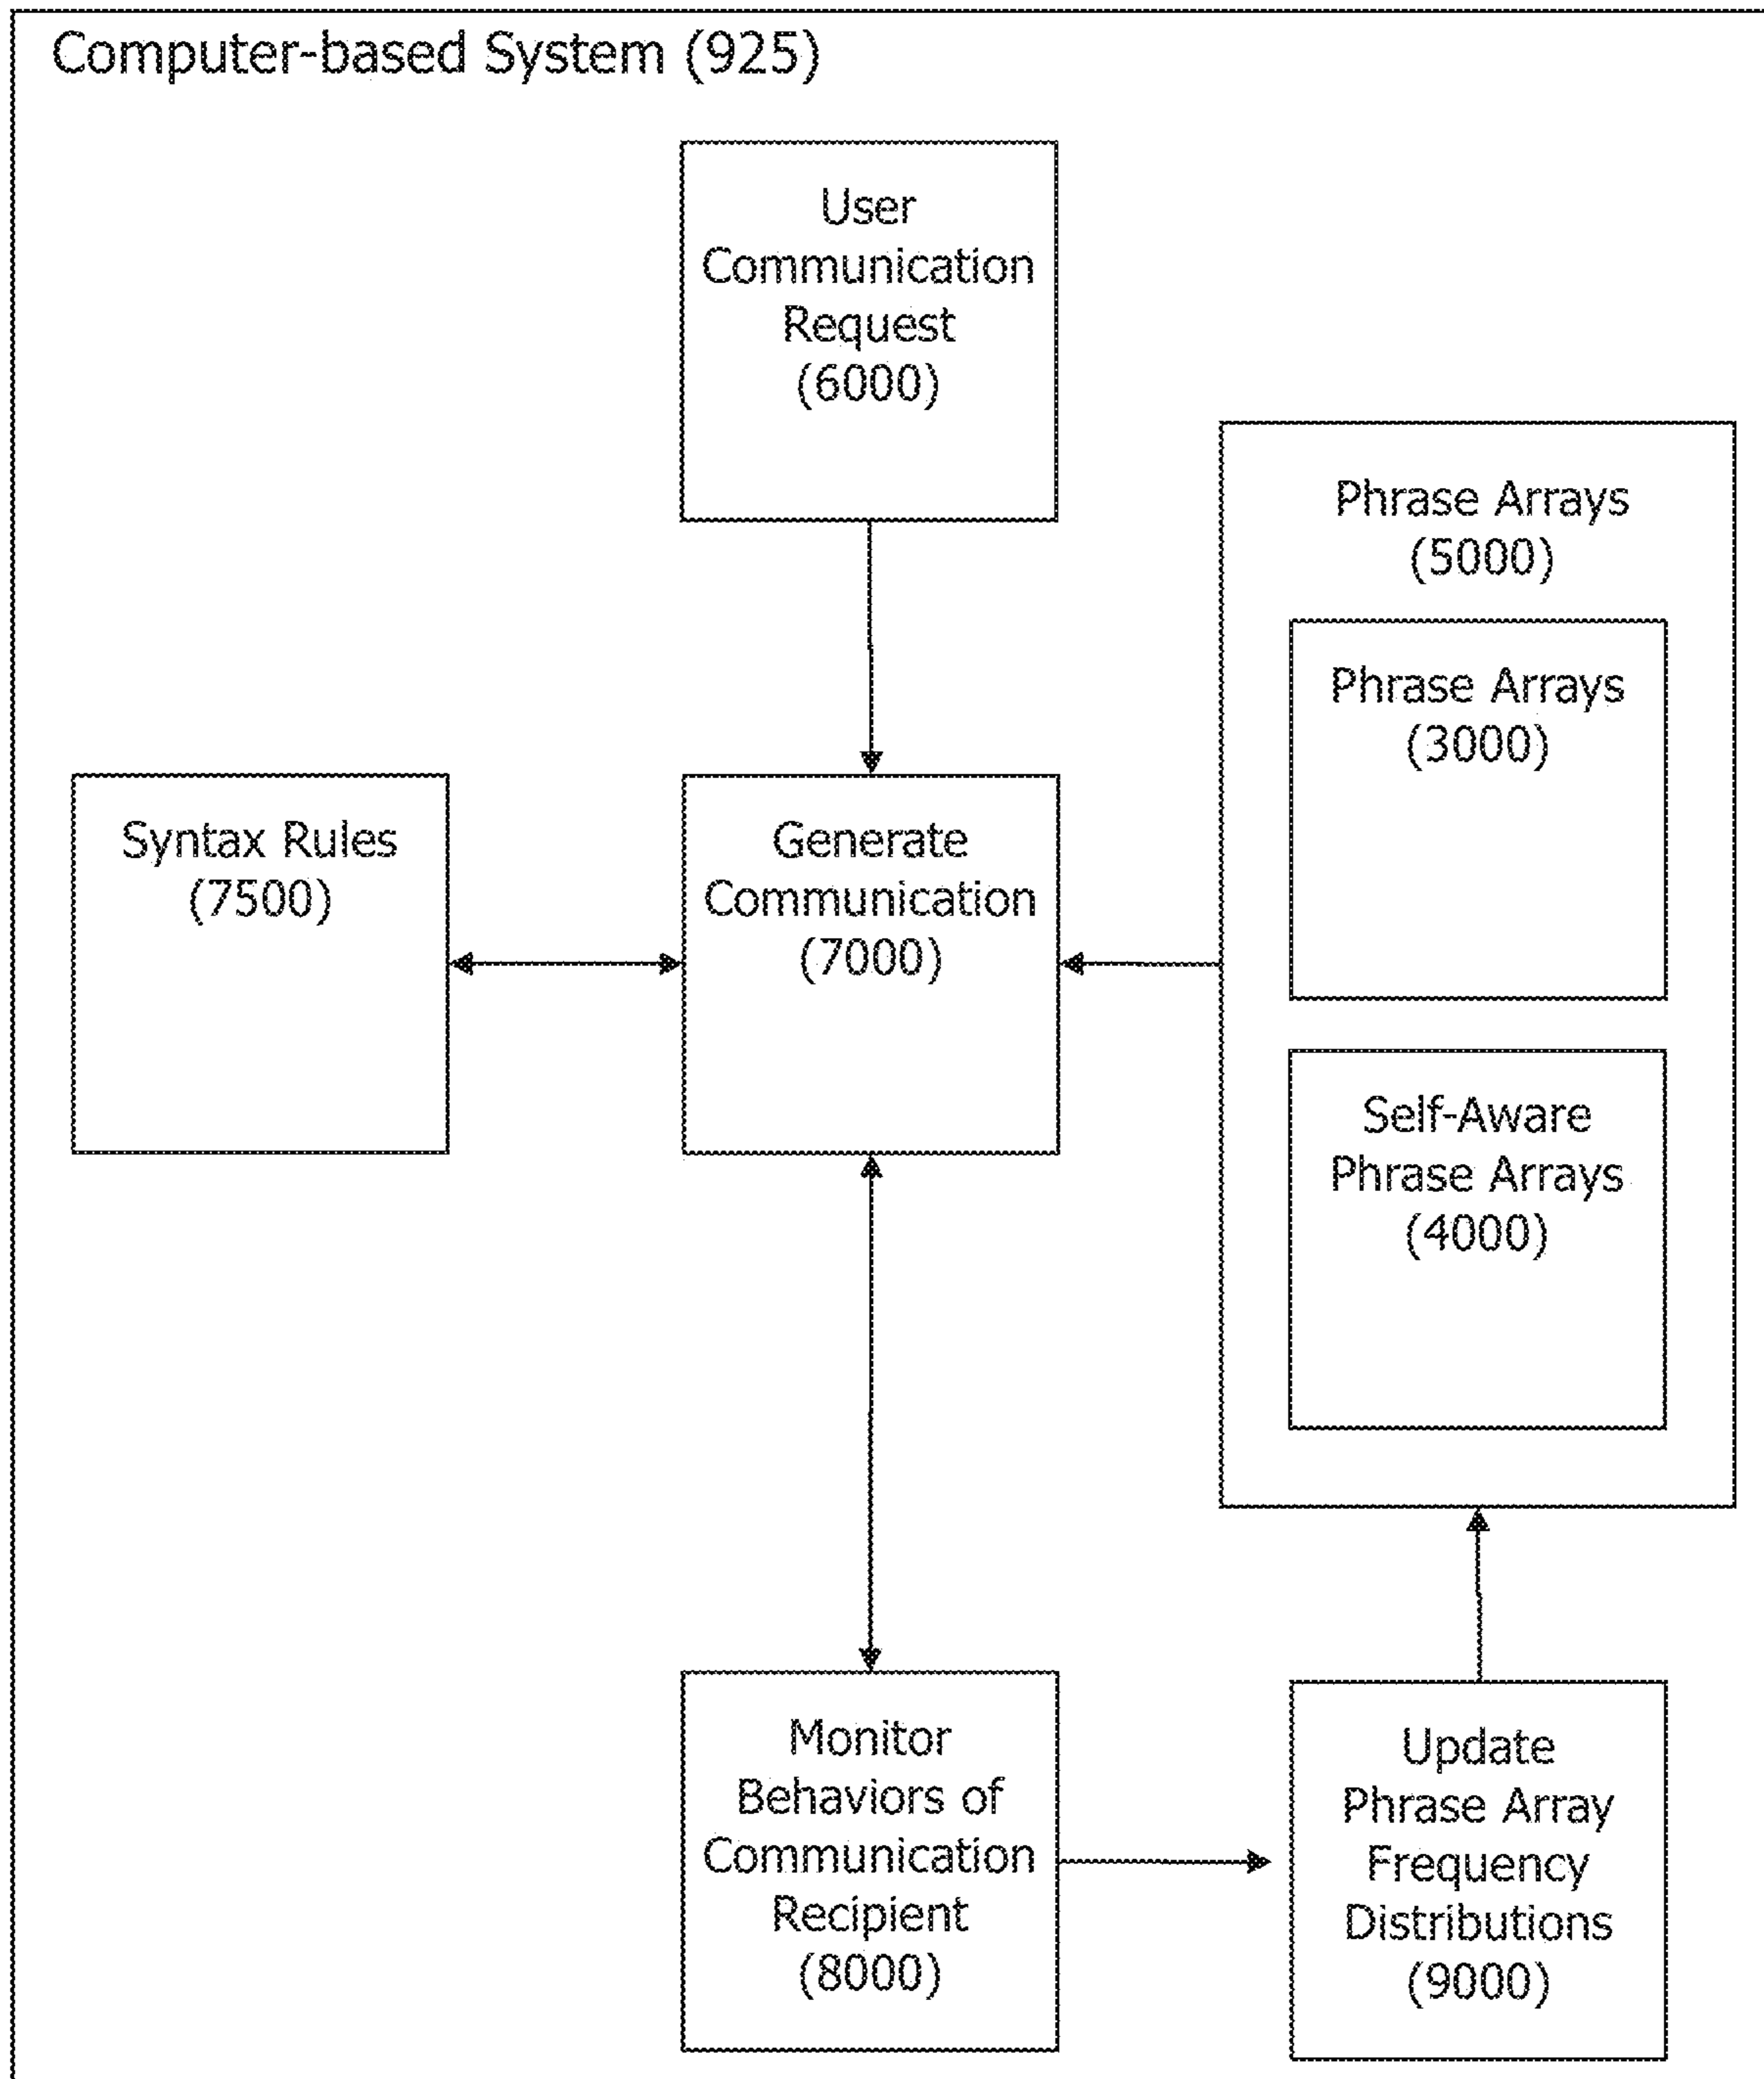 Computer-based System (925)
User
Communication
Request
(6000)
Phrase Arrays
(5000)
Phrase Arrays
(3000)
Syntax Rules
(7500)
Generate
Communication
(7000)
Self-Aware
Phrase Arrays
(4000)
Monitor
Behaviors of
Communication
Recipient
(8000)
Update
Phrase Array
Frequency
Distributions
(9000)